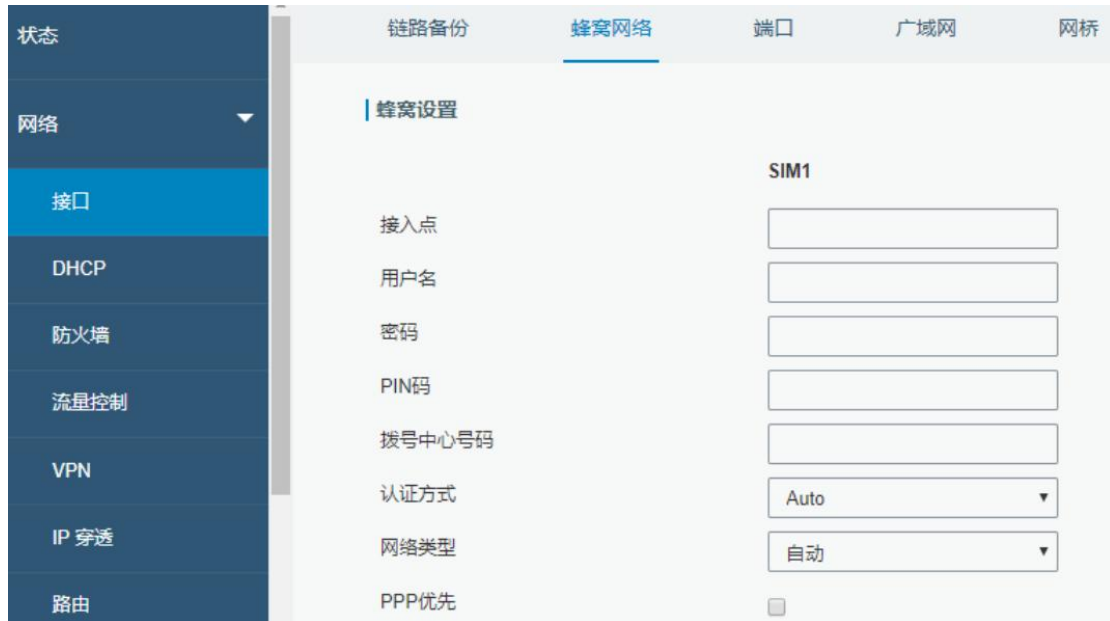 状态
网络
接口
DHCP
防火墙
流量控制
VPN
IP 穿透
路由
链路备份 蜂窝网络 端口 广域网 网桥
蜂窝设置
SIM1
接入点
用户名
密码
PIN码
拨号中心号码
认证方式 Auto
网络类型 自动
PPP优先